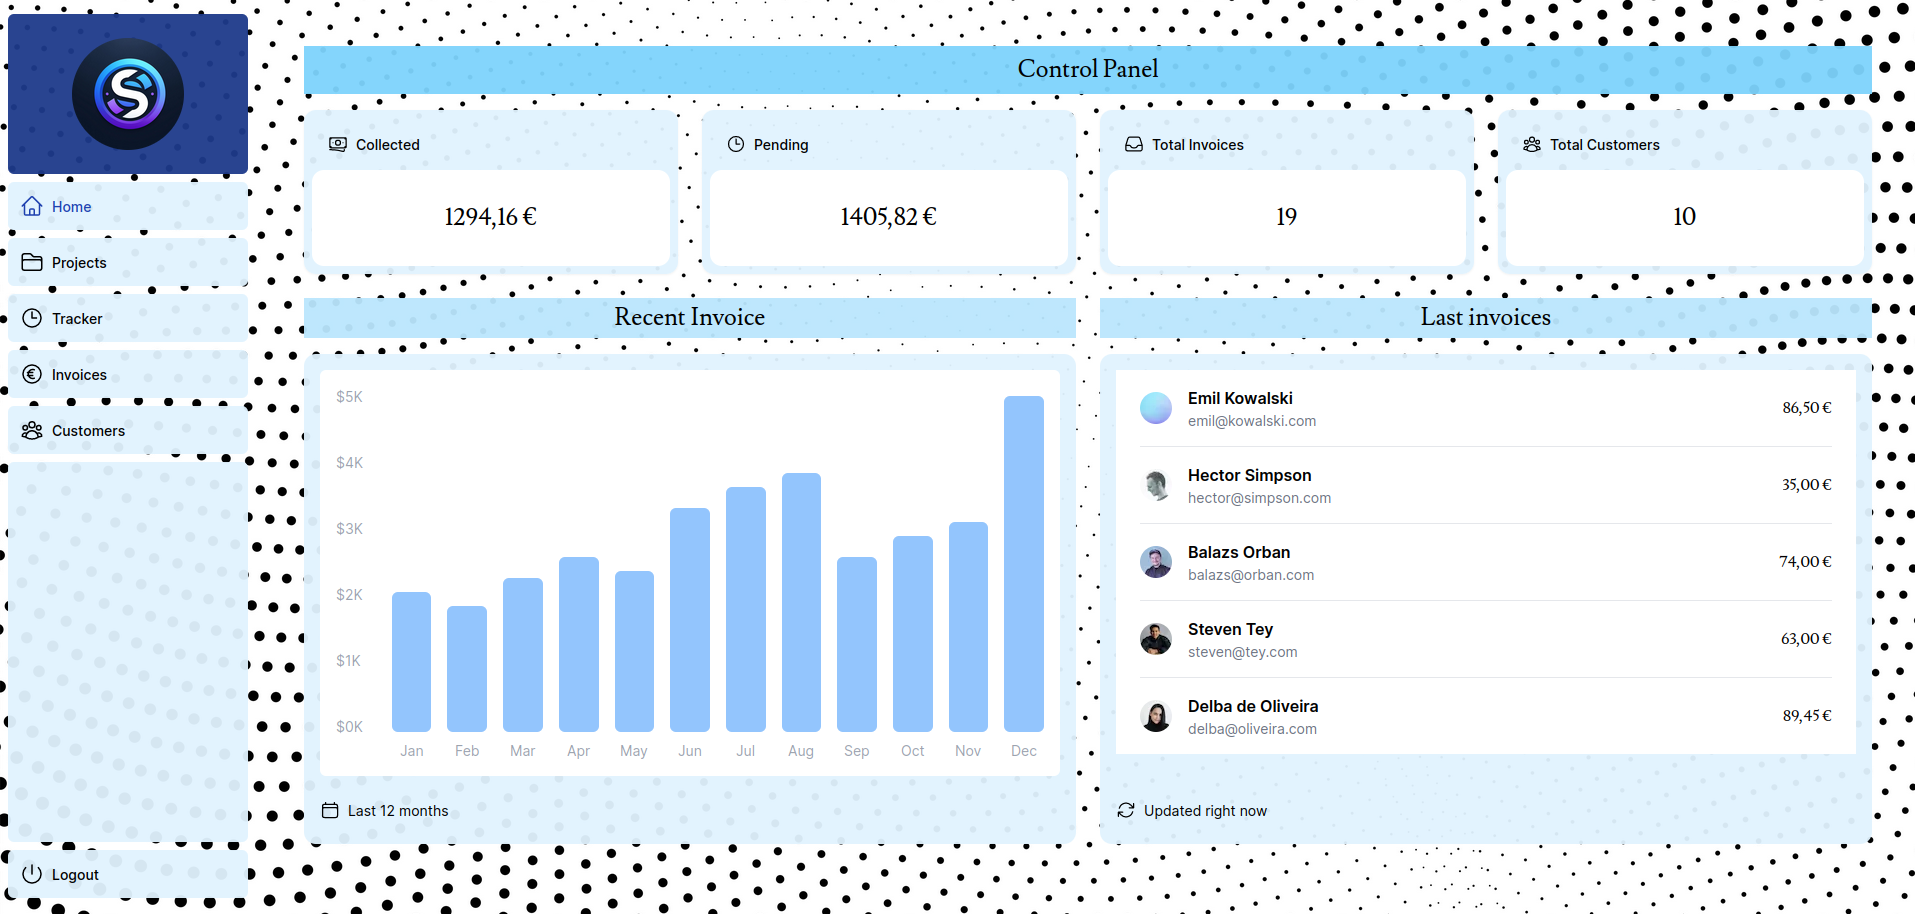 Control Panel
Home
Projects
Tracker
Invoices
Customers
Logout
Collected
1294,16 €
Pending
1405,82 €
Total Invoices
19
Total Customers
10
Recent Invoice
$5K
$4K
$3K
$2K
$1K
$0K
Jan Feb Mar Apr May Jun Jul Aug Sep Oct Nov Dec
Last 12 months
Last invoices
Emil Kowalski
emil@kowalski.com
86,50 €
Hector Simpson
hector@simpson.com
35,00 €
Balazs Orban
balazs@orban.com
74,00 €
Steven Tey
steven@tey.com
63,00 €
Delba de Oliveira
delba@oliveira.com
89,45 €
Updated right now